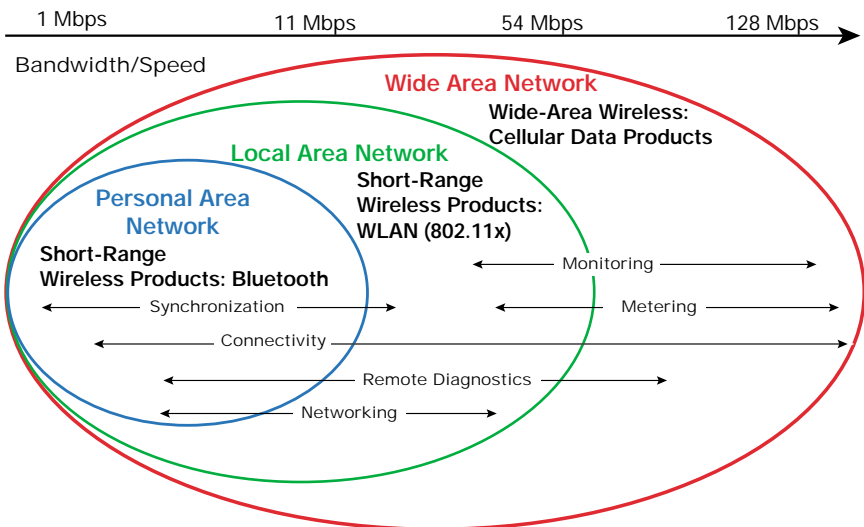 1 Mbps 11 Mbps 54 Mbps 128 Mbps
Bandwidth/Speed
Wide Area Network
Wide-Area Wireless:
Cellular Data Products
Local Area Network
Short-Range
Wireless Products:
WLAN (802.11x)
Personal Area
Network
Short-Range
Wireless Products: Bluetooth
Monitoring
Synchronization
Metering
Connectivity
Remote Diagnostics
Networking